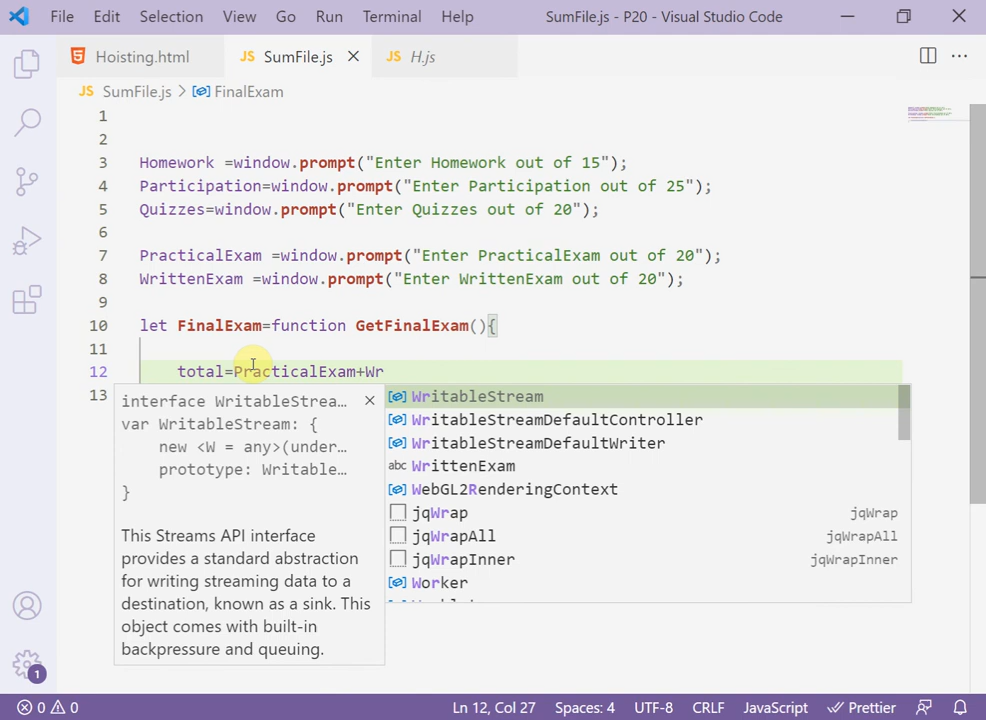 File Edit Selection View Go Run Terminal Help SumFile.js - P20 - Visual Studio Code
Hoisting.html JS SumFile.js JS H.js
JS SumFile.js > FinalExam
1
2
3 Homework =window.prompt("Enter Homework out of 15");
4 Participation=window.prompt("Enter Participation out of 25");
5 Quizzes=window.prompt("Enter Quizzes out of 20");
6
7 PracticalExam =window.prompt("Enter PracticalExam out of 20");
8 WrittenExam =window.prompt("Enter WrittenExam out of 20");
9
10 let FinalExam=function GetFinalExam(){
11
12 total=PracticalExam+Wr
13
interface WritableStrea…
var WritableStream: {
new <W = any>(under…
prototype: Writable…
}
This Streams API interface
provides a standard abstraction
for writing streaming data to a
destination, known as a sink. This
object comes with built-in
backpressure and queuing.
WritableStream
WritableStreamDefaultController
WritableStreamDefaultWriter
abc WrittenExam
WebGL2RenderingContext
jqWrap jqWrap
jqWrapAll jqWrapAll
jqWrapInner jqWrapInner
Worker
1
0 0 Ln 12, Col 27 Spaces: 4 UTF-8 CRLF JavaScript Prettier